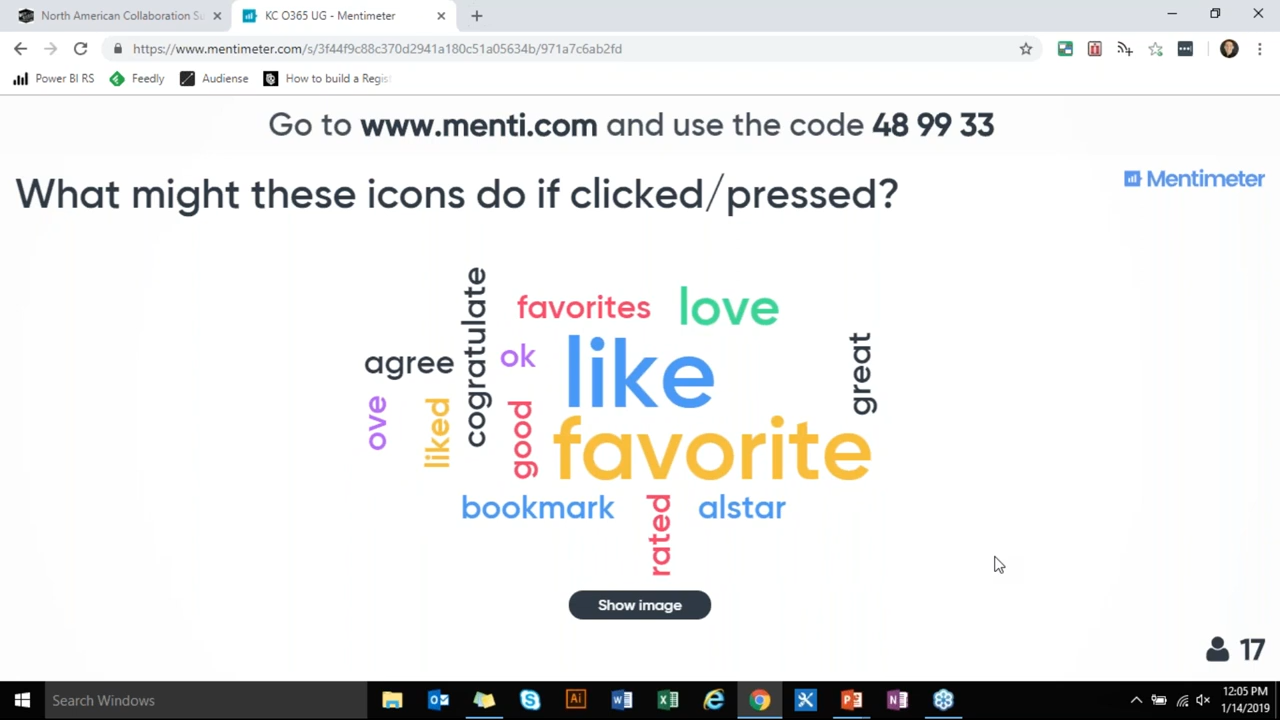 North American Collaboration Su
KC O365 UG - Mentimeter
https://www.mentimeter.com/s/3f44f9c88c370d2941a180c51a05634b/971a7c6ab2fd
Power BI RS
Feedly
Audiense
How to build a Regis
Go to www.menti.com and use the code 48 99 33
What might these icons do if clicked/pressed?
Mentimeter
cogratulate
favorites
love
agree
ok
like
great
ove
liked
good
favorite
bookmark
rated
alstar
Show image
17
Search Windows
12:05 PM
1/14/2019